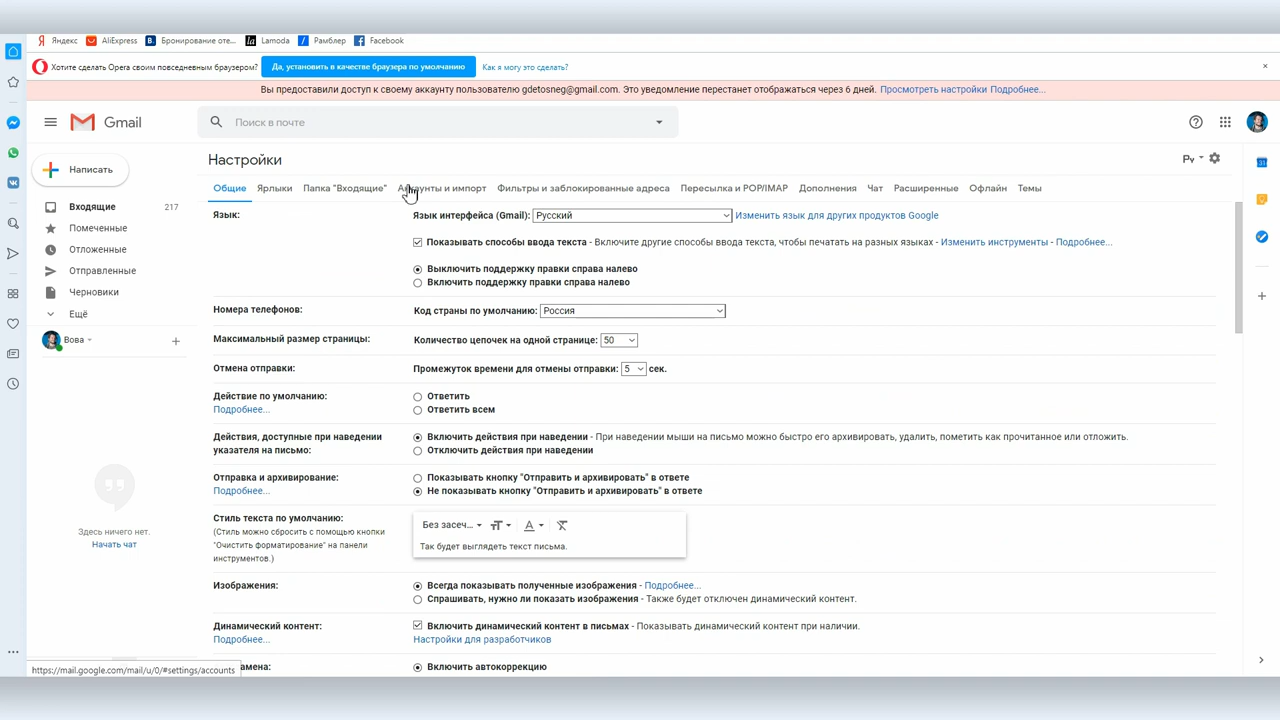 Яндекс AliExpress Бронирование оте... Lamoda Рамблер Facebook
Хотите сделать Opera своим повседневным браузером? Да, установить в качестве браузера по умолчанию Как я могу это сделать?
Вы предоставили доступ к своему аккаунту пользователю gdetosneg@gmail.com. Это уведомление перестанет отображаться через 6 дней. Просмотреть настройки Подробнее...
Gmail
Поиск в почте
Написать
Входящие 217
Помеченные
Отложенные
Отправленные
Черновики
Ещё
Вова
Здесь ничего нет.
Начать чат
Настройки
Общие Ярлыки Папка "Входящие" Аккаунты и импорт Фильтры и заблокированные адреса Пересылка и POP/IMAP Дополнения Чат Расширенные Офлайн Темы
Язык: Язык интерфейса (Gmail): Русский Изменить язык для других продуктов Google
Показывать способы ввода текста - Включите другие способы ввода текста, чтобы печатать на разных языках - Изменить инструменты - Подробнее...
Выключить поддержку правки справа налево
Включить поддержку правки справа налево
Номера телефонов: Код страны по умолчанию: Россия
Максимальный размер страницы: Количество цепочек на одной странице: 50
Отмена отправки: Промежуток времени для отмены отправки: 5 сек.
Действие по умолчанию: Ответить
Подробнее... Ответить всем
Действия, доступные при наведении Включить действия при наведении - При наведении мыши на письмо можно быстро его архивировать, удалить, пометить как прочитанное или отложить.
указателя на письмо: Отключить действия при наведении
Отправка и архивирование: Показывать кнопку "Отправить и архивировать" в ответе
Подробнее... Не показывать кнопку "Отправить и архивировать" в ответе
Стиль текста по умолчанию: Без засеч...
(Стиль можно сбросить с помощью кнопки
"Очистить форматирование" на панели Так будет выглядеть текст письма.
инструментов.)
Изображения: Всегда показывать полученные изображения - Подробнее...
Спрашивать, нужно ли показать изображения - Также будет отключен динамический контент.
Динамический контент: Включить динамический контент в письмах - Показывать динамический контент при наличии.
Подробнее... Настройки для разработчиков
Включить автокоррекцию
https://mail.google.com/mail/u/0/#settings/accounts